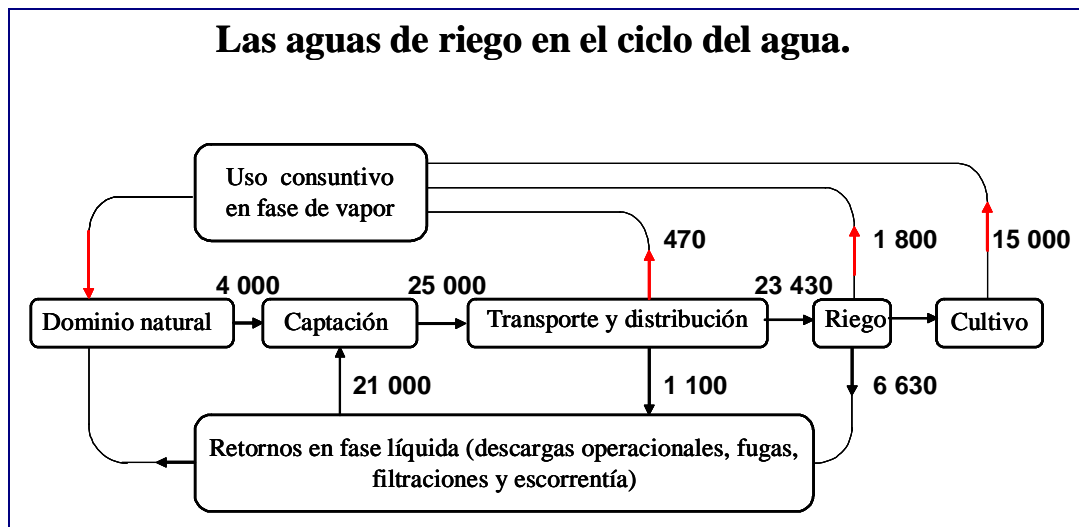 Las aguas de riego en el ciclo del agua.
Uso consuntivo
en fase de vapor
470
1 800
15 000
4 000
25 000
23 430
Dominio natural
Captación
Transporte y distribución
Riego
Cultivo
21 000
1 100
6 630
Retornos en fase líquida (descargas operacionales, fugas,
filtraciones y escorrentía)